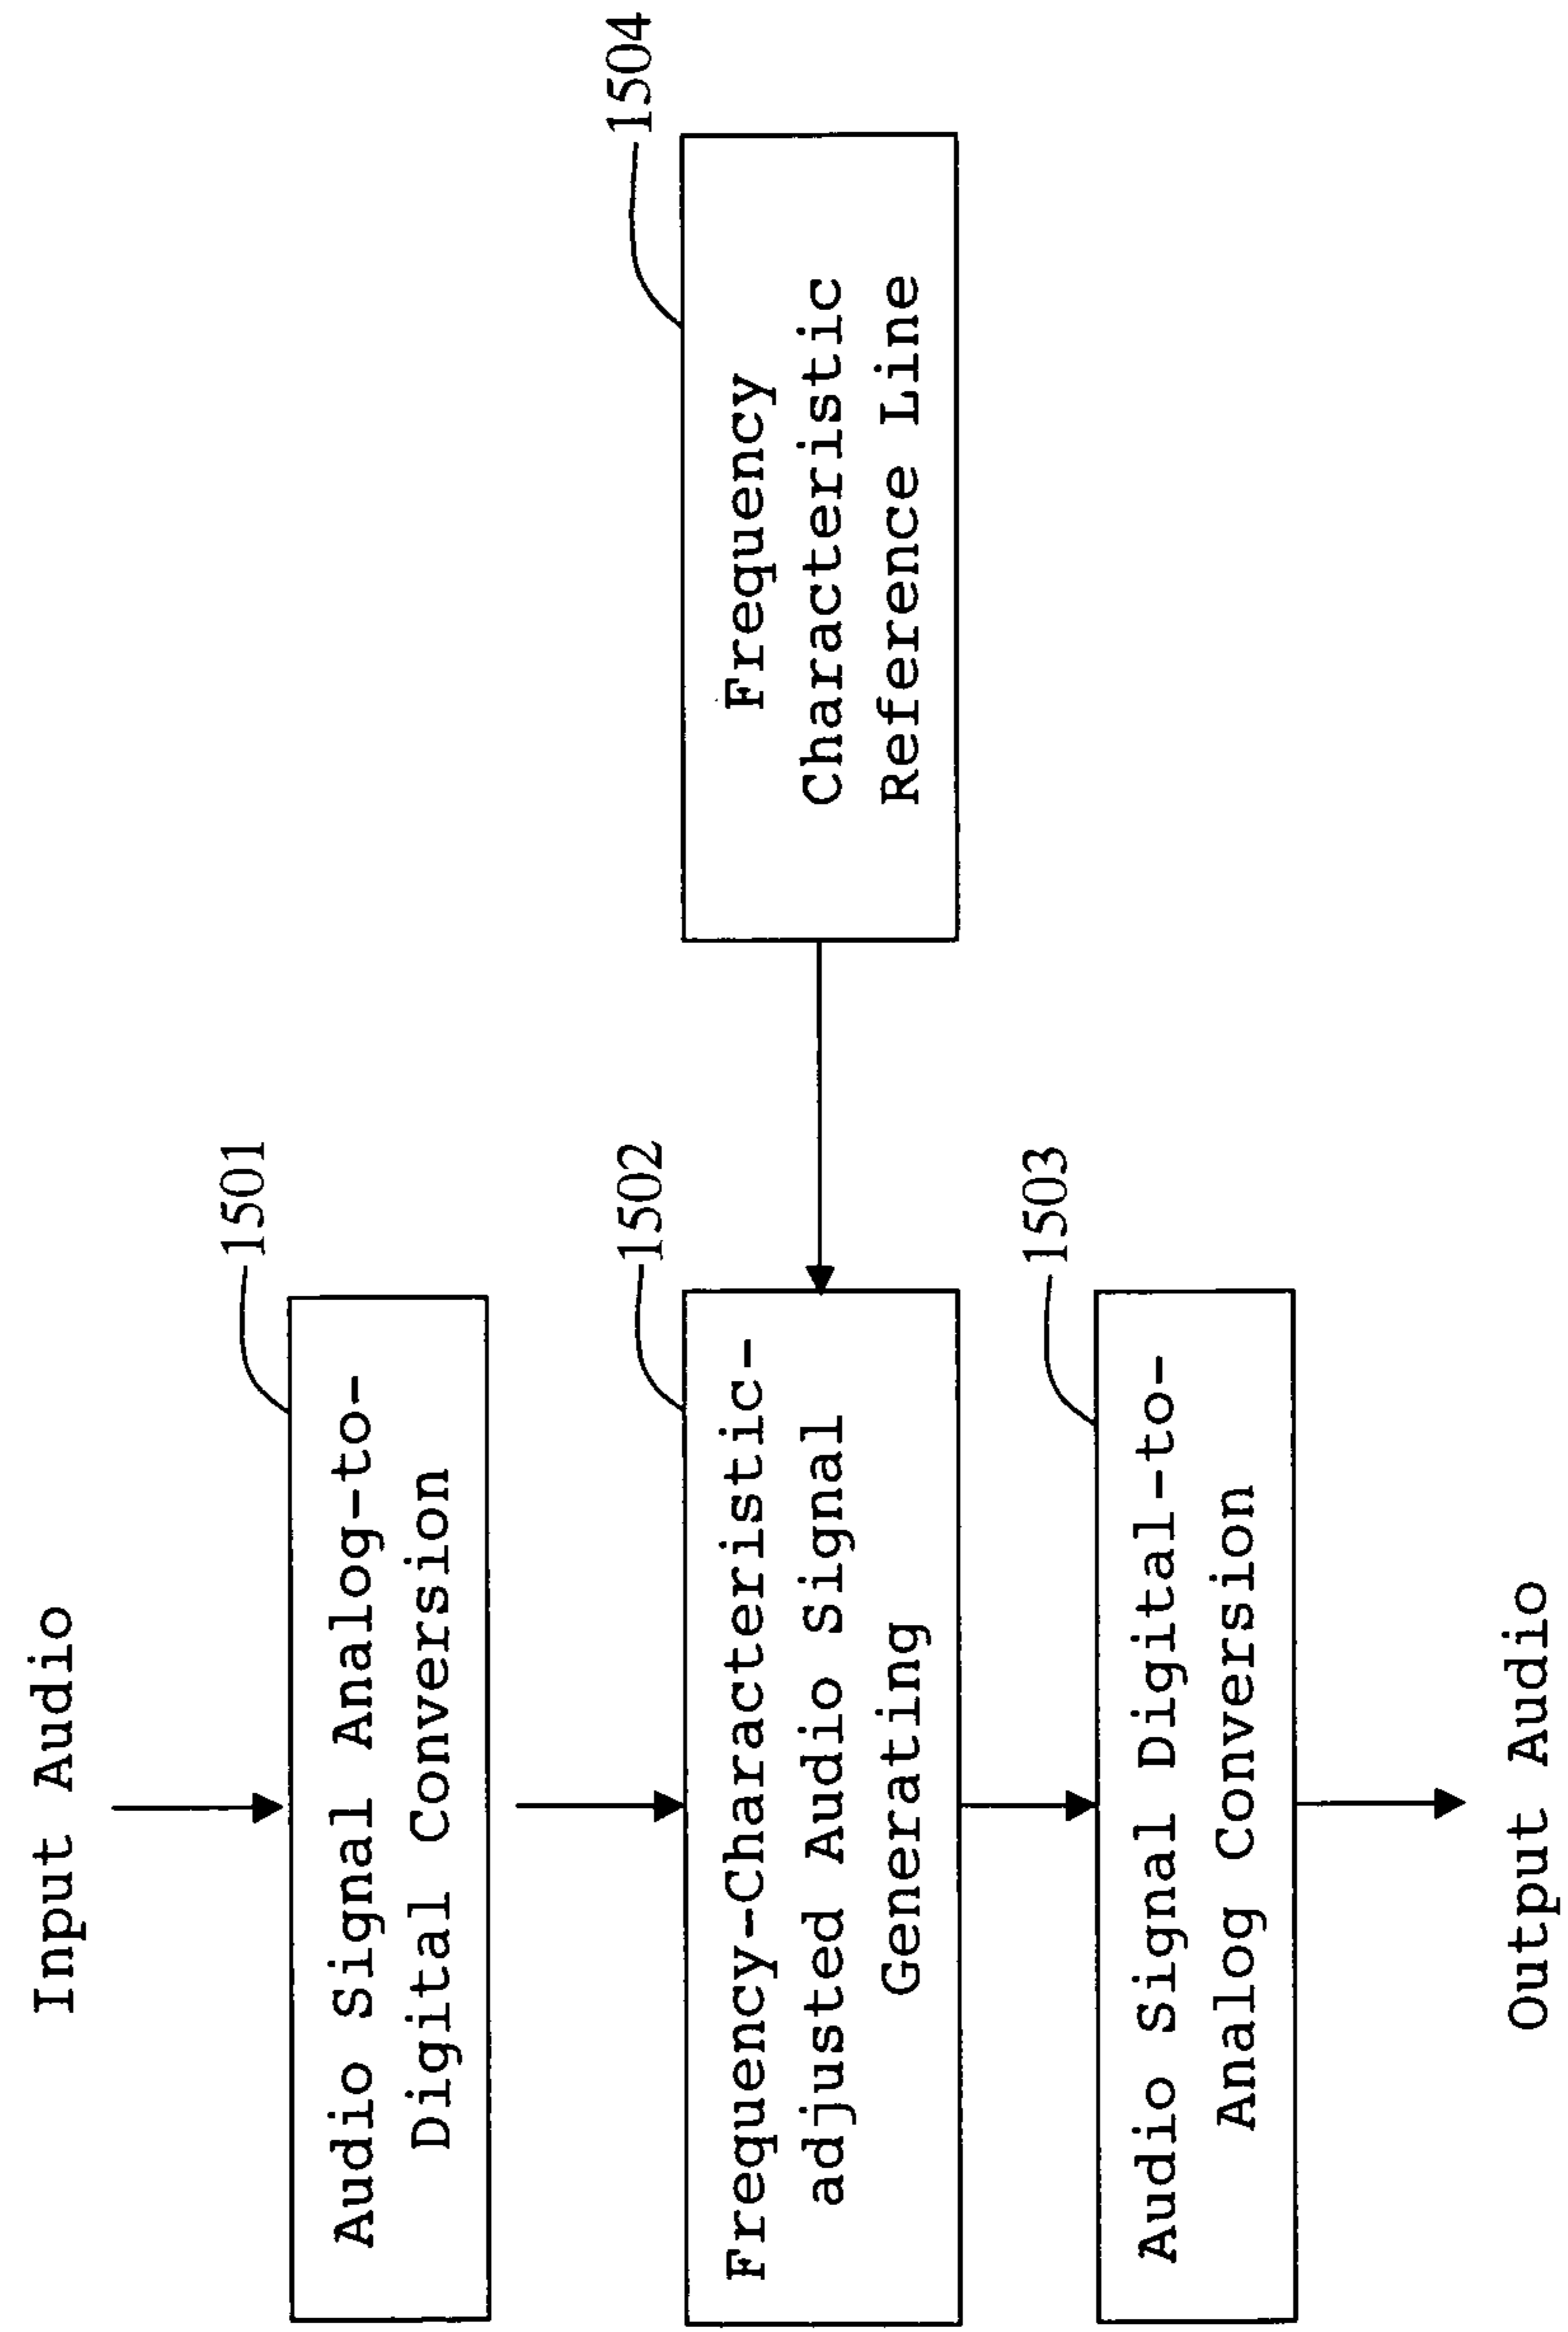 Input Audio
1501
Audio Signal Analog-to-
Digital Conversion
1502
Frequency-Characteristic-
adjusted Audio Signal
Generating
1504
Frequency
Characteristic
Reference Line
1503
Audio Signal Digital-to-
Analog Conversion
Output Audio